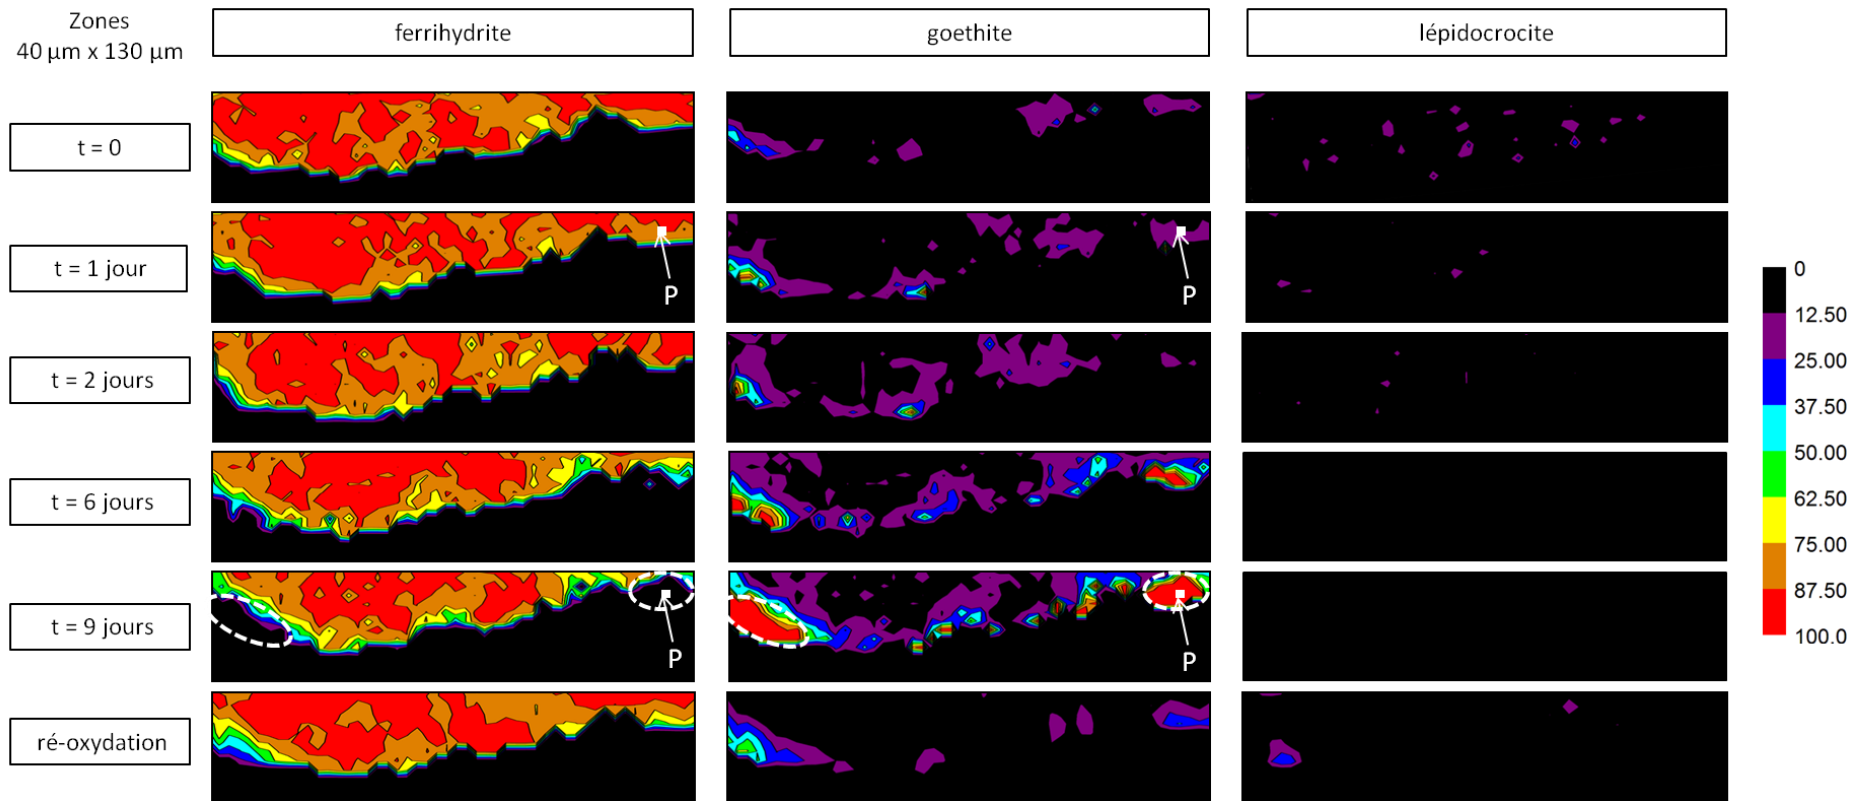 Zones
40 µm x 130 µm
ferrihydrite
goethite
lépidocrocite
t = 0
t = 1 jour
P
P
t = 2 jours
t = 6 jours
t = 9 jours
P
P
ré-oxydation
0
12.50
25.00
37.50
50.00
62.50
75.00
87.50
100.0